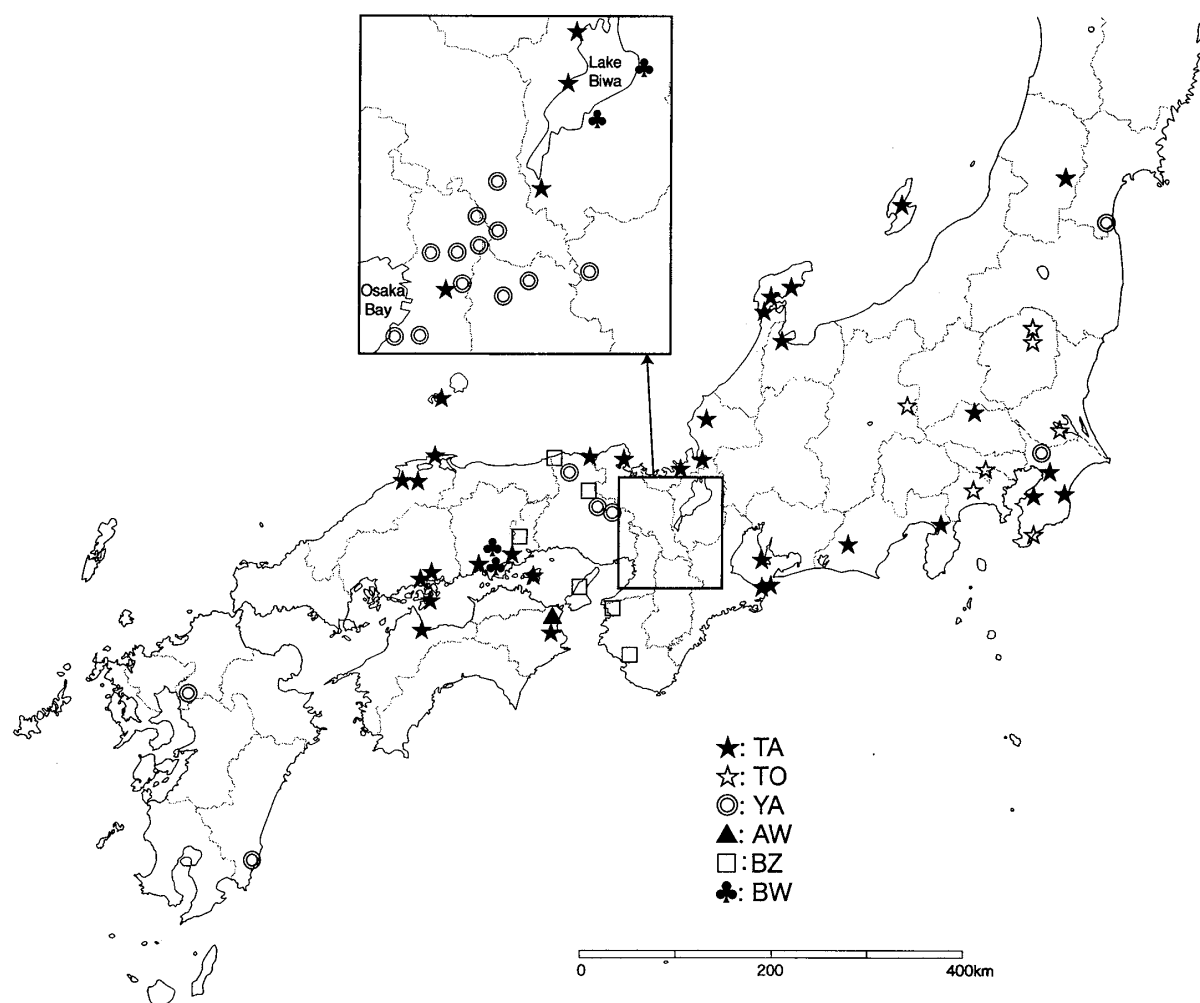 Lake
Biwa
Osaka
Bay
★: TA
☆: TO
◎: YA
▲: AW
□: BZ
♣: BW
0 200 400km